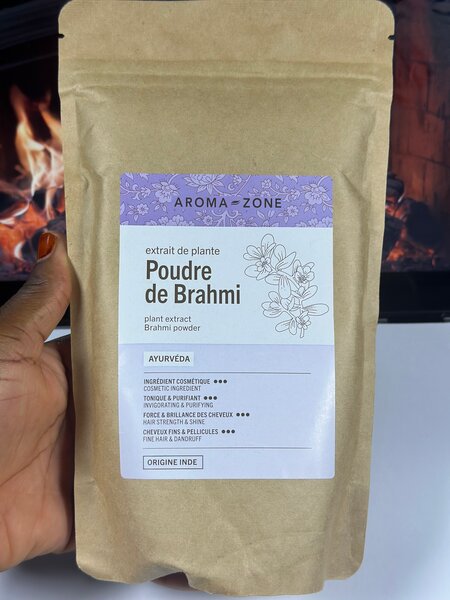 AROMA-ZONE
extrait de plante
Poudre
de Brahmi
plant extract
Brahmi powder
AYURVÉDA
INGRÉDIENT COSMÉTIQUE ●●●
COSMETIC INGREDIENT
TONIQUE & PURIFIANT ●●●
INVIGORATING & PURIFYING
FORCE & BRILLANCE DES CHEVEUX ●●●
HAIR STRENGTH & SHINE
CHEVEUX FINS & PELLICULES ●●●
FINE HAIR & DANDRUFF
ORIGINE INDE